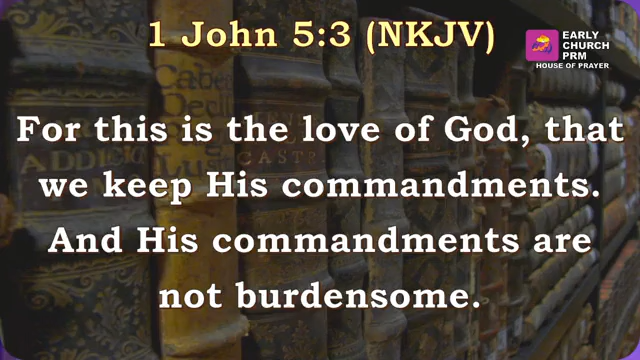 1 John 5:3 (NKJV)
EARLY
CHURCH
PRM
HOUSE OF PRAYER
For this is the love of God, that
we keep His commandments.
And His commandments are
not burdensome.